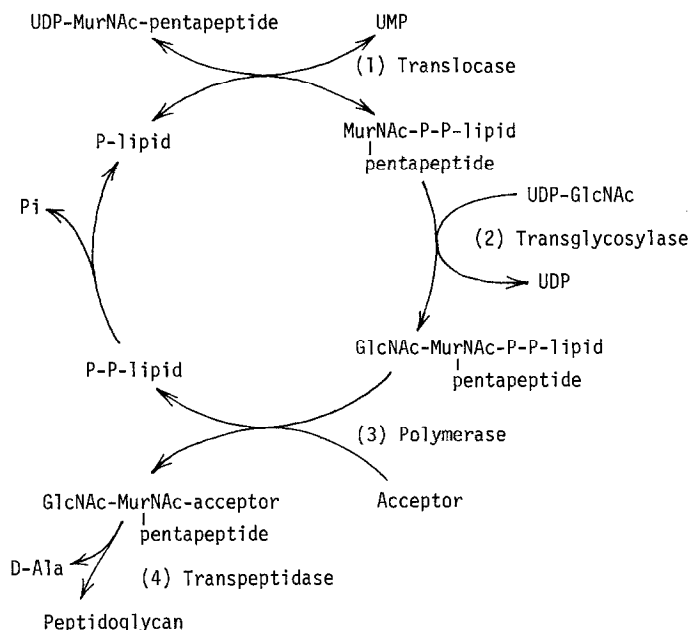 UDP-MurNAc-pentapeptide
UMP
(1) Translocase
P-lipid
MurNAc-P-P-lipid
pentapeptide
Pi
UDP-GlcNAc
(2) Transglycosylase
UDP
GlcNAc-MurNAc-P-P-lipid
pentapeptide
P-P-lipid
(3) Polymerase
GlcNAc-MurNAc-acceptor
pentapeptide
Acceptor
D-Ala
(4) Transpeptidase
Peptidoglycan